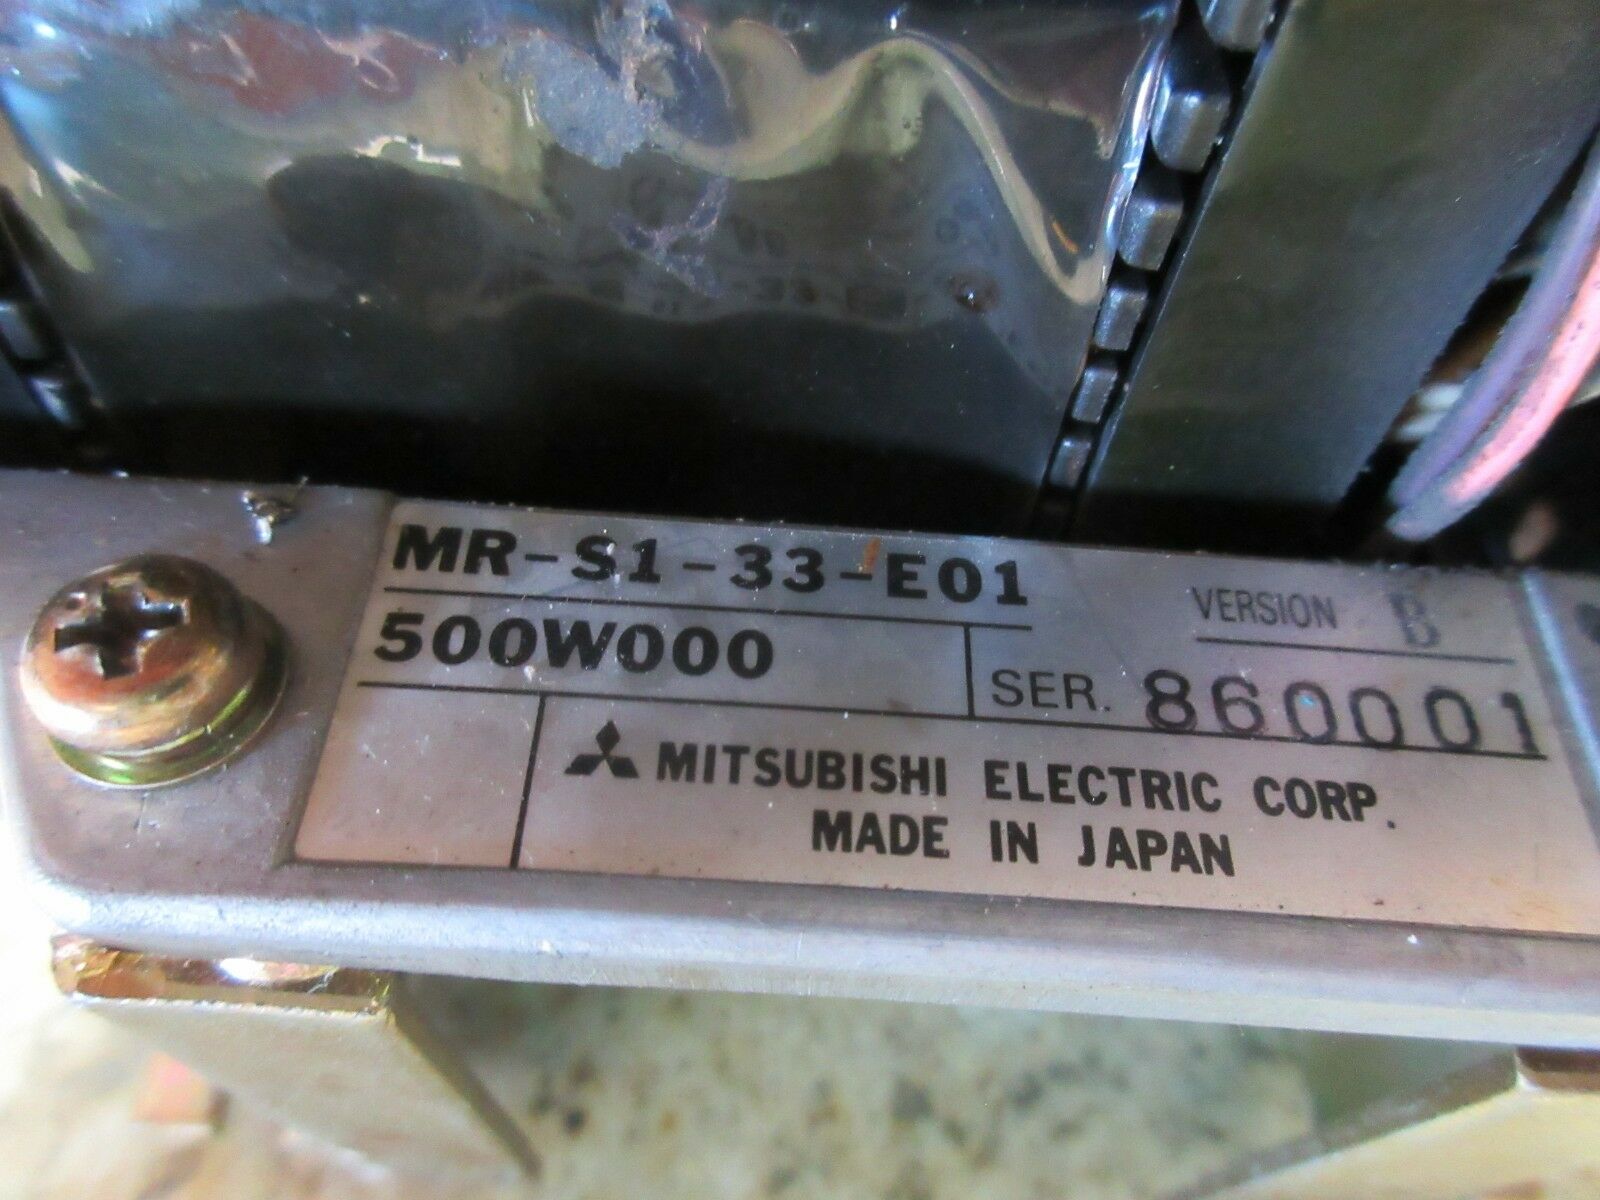 MR-S1-33-E01
VERSION B
500W000
SER. 860001
MITSUBISHI ELECTRIC CORP.
MADE IN JAPAN